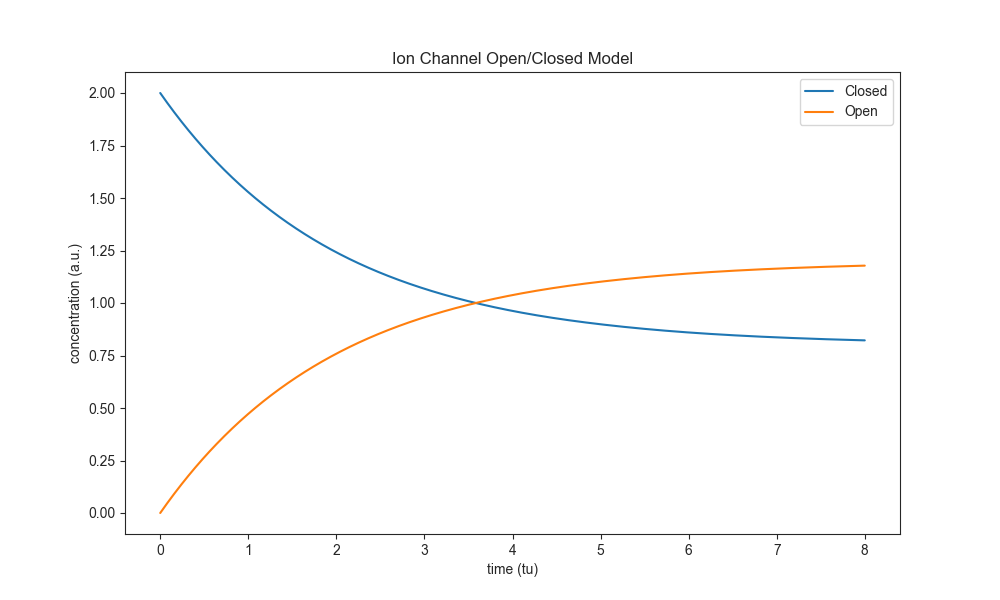 Ion Channel Open/Closed Model
Closed
Open
2.00
1.75
1.50
1.25
1.00
0.75
0.50
0.25
0.00
concentration (a.u.)
0 1 2 3 4 5 6 7 8
time (tu)